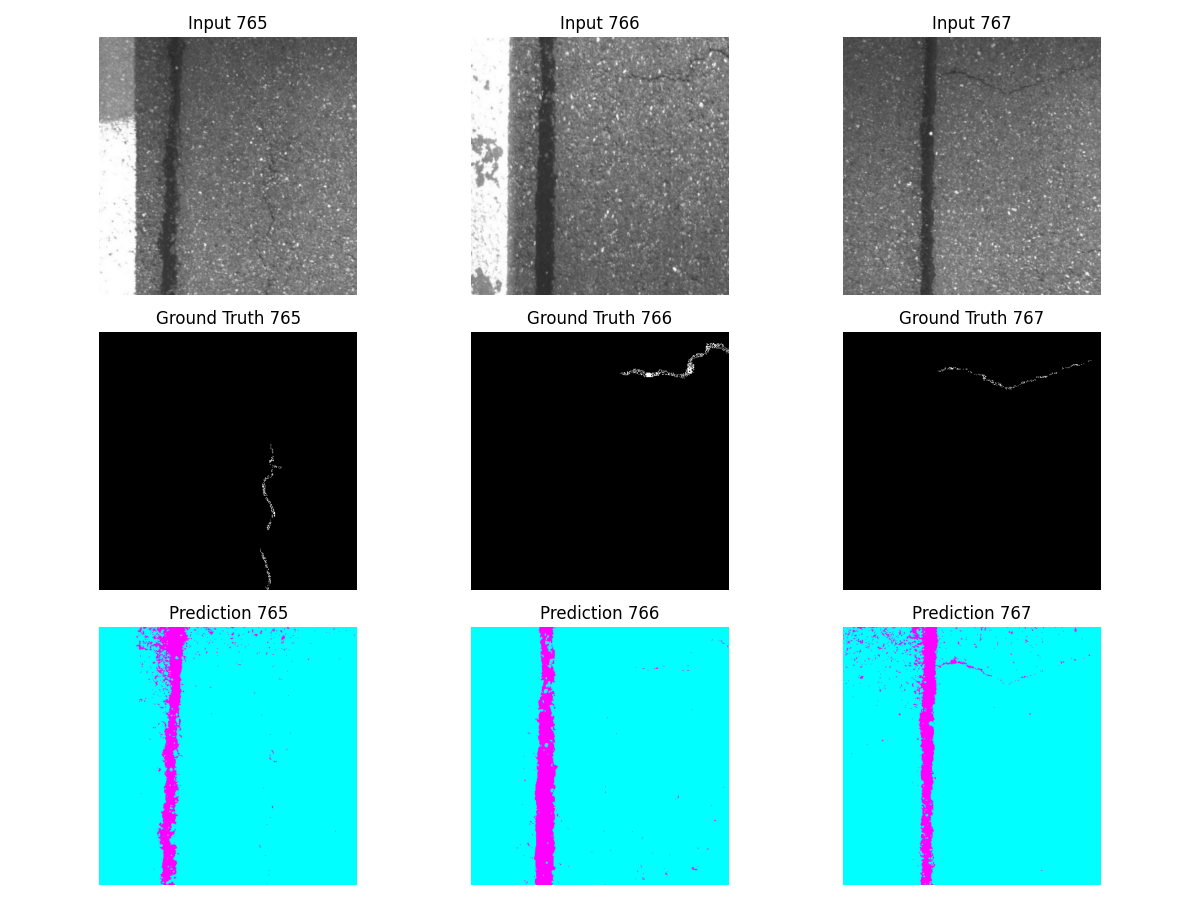 Input 765
Input 766
Input 767
Ground Truth 765
Ground Truth 766
Ground Truth 767
Prediction 765
Prediction 766
Prediction 767